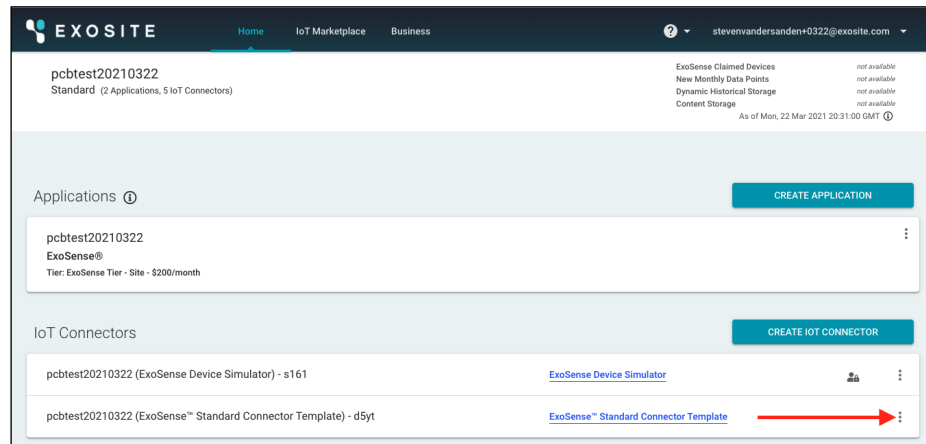 EXOSITE
Home IoT Marketplace Business
? stevenvandersanden+0322@exosite.com
pcbtest20210322
Standard (2 Applications, 5 IoT Connectors)
ExoSense Claimed Devices not available
New Monthly Data Points not available
Dynamic Historical Storage not available
Content Storage not available
As of Mon, 22 Mar 2021 20:31:00 GMT
Applications
CREATE APPLICATION
pcbtest20210322
ExoSense®
Tier: ExoSense Tier - Site - $200/month
IoT Connectors
CREATE IOT CONNECTOR
pcbtest20210322 (ExoSense Device Simulator) - s161 ExoSense Device Simulator
pcbtest20210322 (ExoSense™ Standard Connector Template) - d5yt ExoSense™ Standard Connector Template